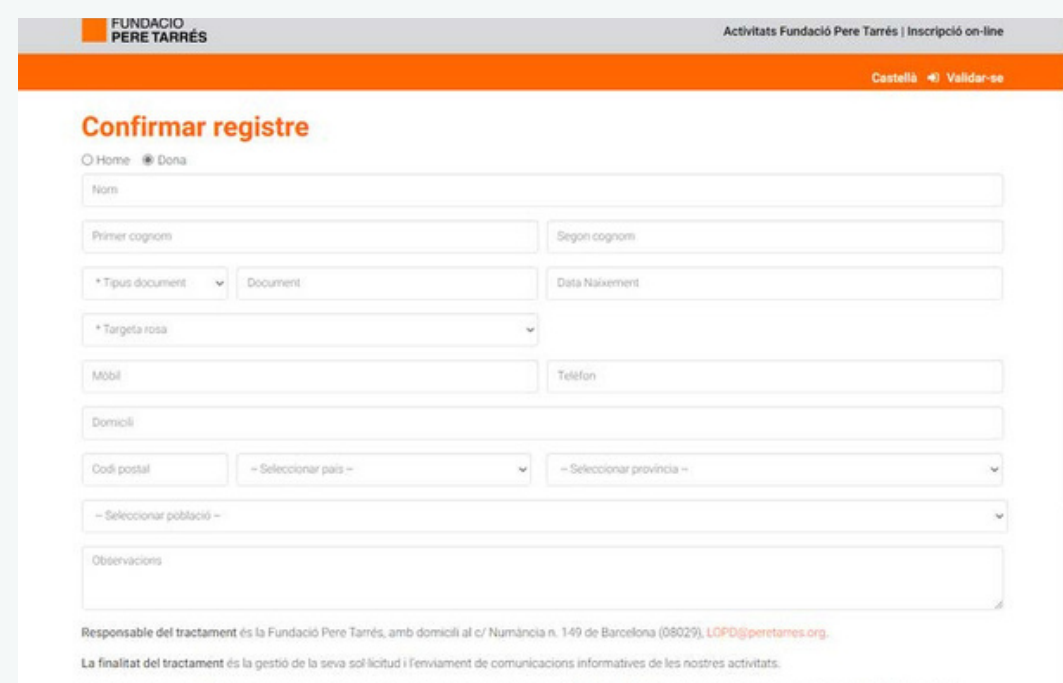 FUNDACIÓ
PERE TARRÉS
Activitats Fundació Pere Tarrés | Inscripció on-line
Castellà Validar-se
Confirmar registre
Home Dona
Nom
Primer cognom Segon cognom
* Tipus document Document Data Naixement
* Targeta rosa
Mòbil Telèfon
Domicili
Codi postal -- Seleccionar país -- -- Seleccionar província --
-- Seleccionar població --
Observacions
Responsable del tractament és la Fundació Pere Tarrés, amb domicili al c/ Numància n. 149 de Barcelona (08029), LOPD@peretarres.org.
La finalitat del tractament és la gestió de la seva sol·licitud i l'enviament de comunicacions informatives de les nostres activitats.